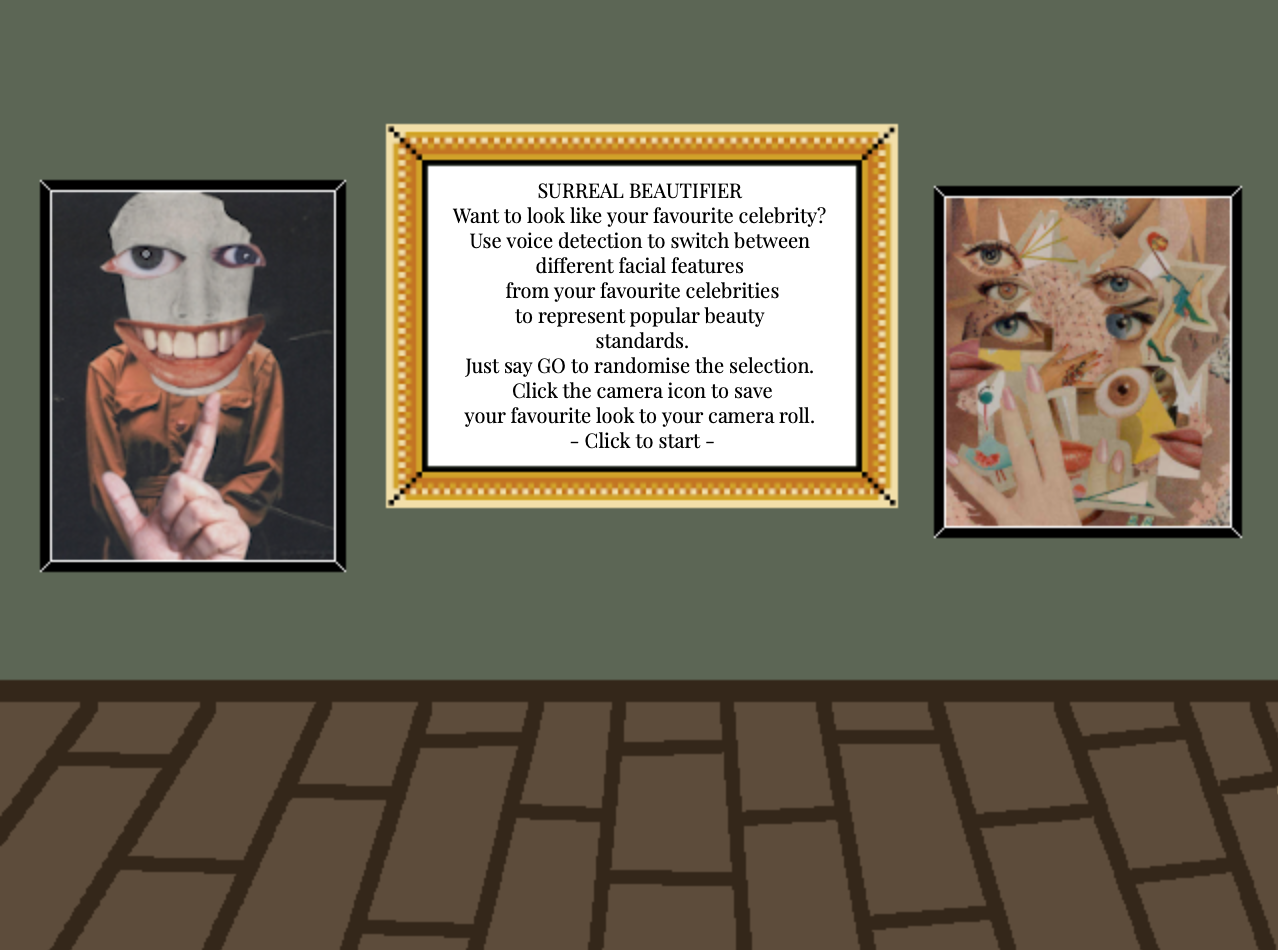 SURREAL BEAUTIFIER
Want to look like your favourite celebrity?
Use voice detection to switch between
different facial features
from your favourite celebrities
to represent popular beauty
standards.
Just say GO to randomise the selection.
Click the camera icon to save
your favourite look to your camera roll.
- Click to start -